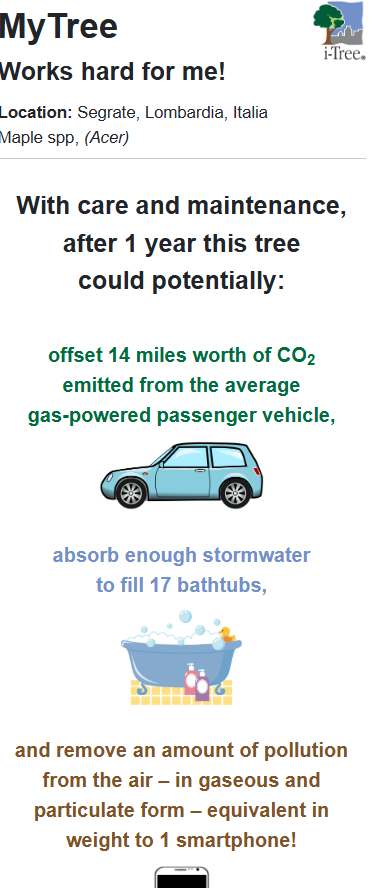 MyTree
i-Tree®
Works hard for me!
Location: Segrate, Lombardia, Italia
Maple spp, (Acer)
With care and maintenance,
after 1 year this tree
could potentially:
offset 14 miles worth of CO₂
emitted from the average
gas-powered passenger vehicle,
absorb enough stormwater
to fill 17 bathtubs,
and remove an amount of pollution
from the air – in gaseous and
particulate form – equivalent in
weight to 1 smartphone!